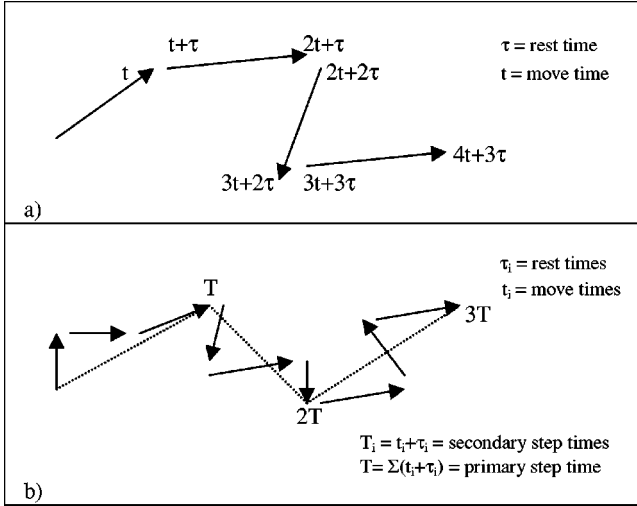 t+τ
2t+τ
τ = rest time
t
2t+2τ
t = move time
4t+3τ
3t+2τ
3t+3τ
a)
τi = rest times
T
ti = move times
3T
2T
Ti = ti+τi = secondary step times
T= Σ(ti+τi) = primary step time
b)